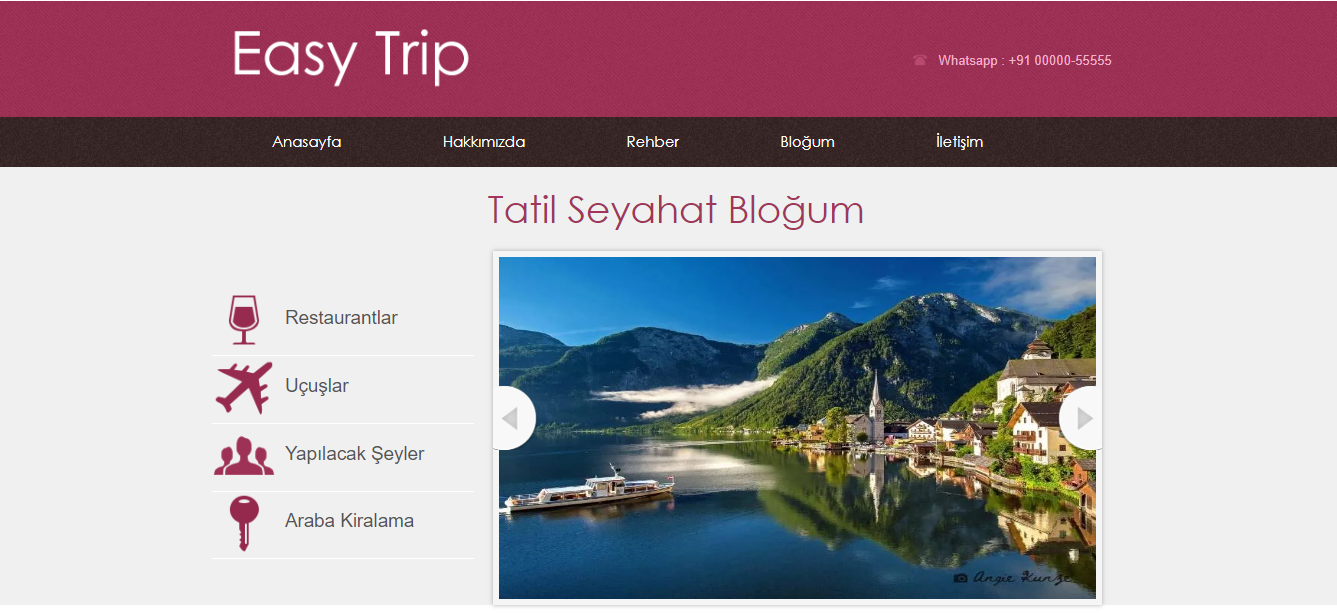 Easy Trip
Whatsapp : +91 00000-55555
Anasayfa Hakkımızda Rehber Bloğum İletişim
Tatil Seyahat Bloğum
Restaurantlar
Uçuşlar
Yapılacak Şeyler
Araba Kiralama
Angie Kunze